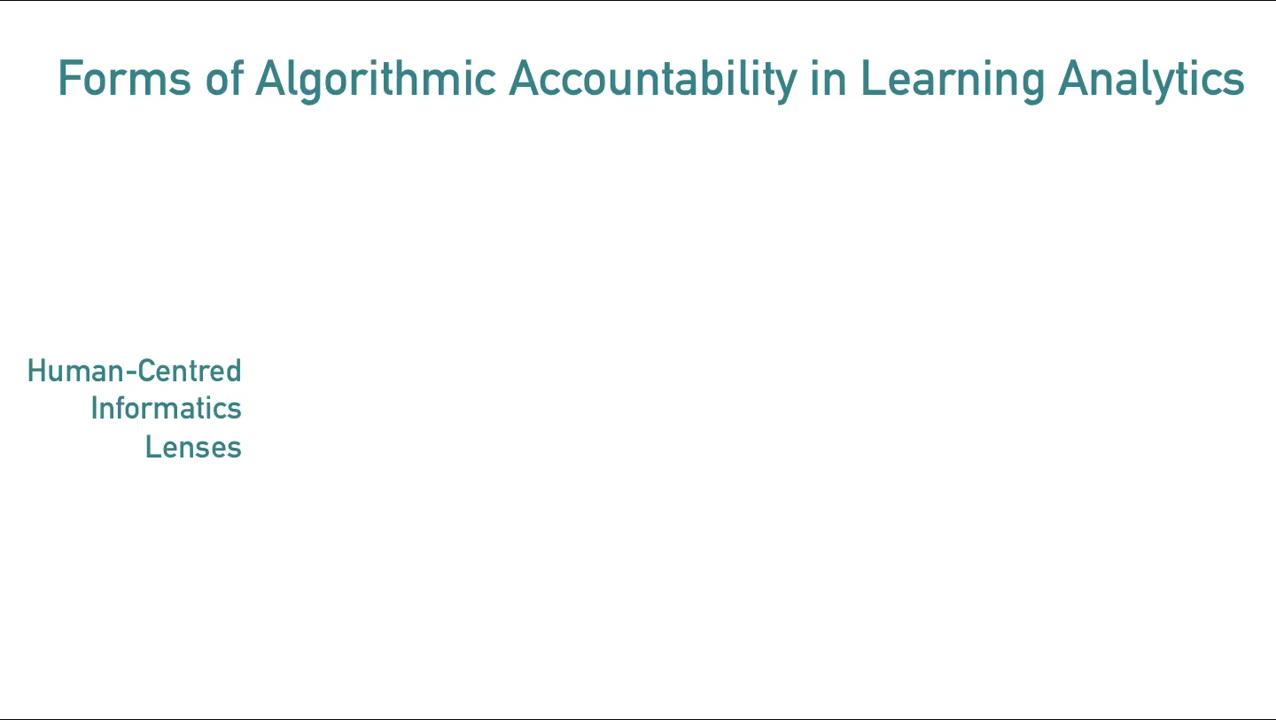 Forms of Algorithmic Accountability in Learning Analytics
Human-Centred
Informatics
Lenses